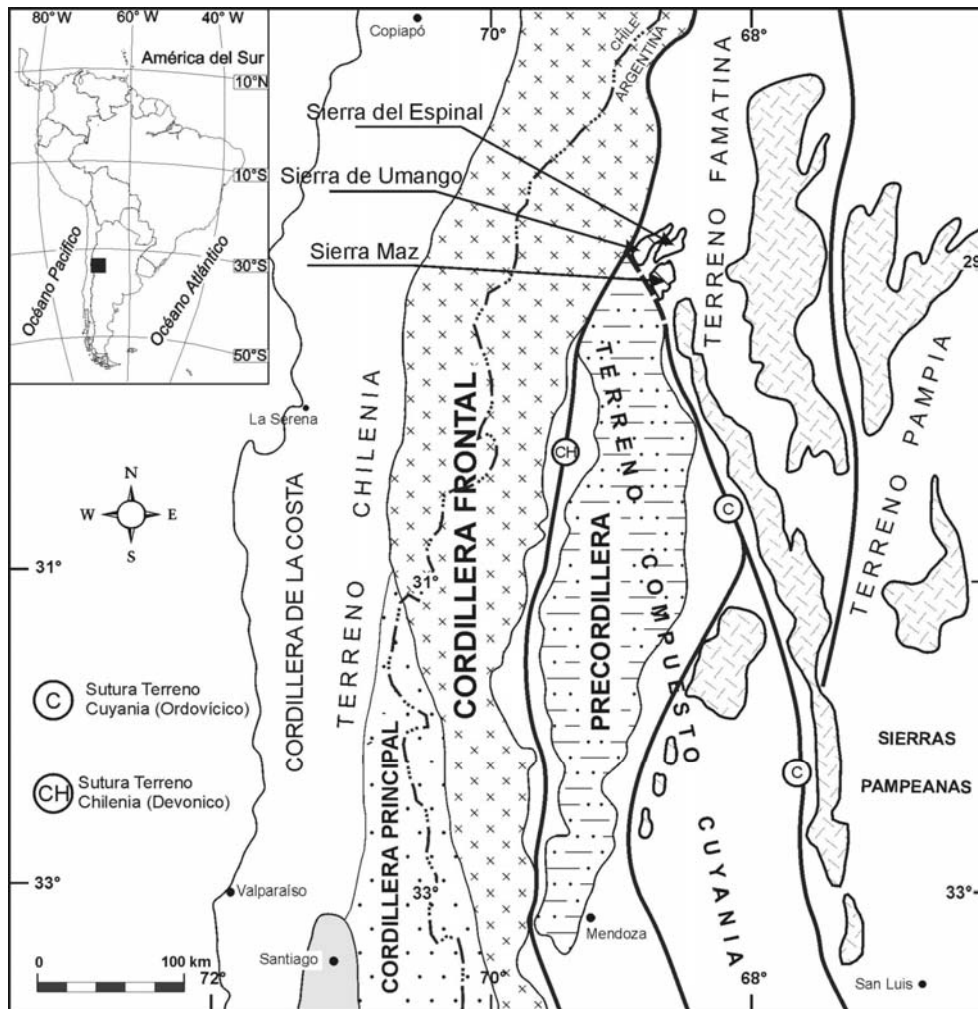 80°W
60°W
40°W
América del Sur
10°N
10°S
30°S
50°S
Océano Pacífico
Océano Atlántico
Copiapó
70°
68°
CHILE
ARGENTINA
Sierra del Espinal
Sierra de Umango
Sierra Maz
TERRENO FAMATINA
29
TERRENO PAMPIA
La Serena
N
W
E
S
TERRENO CHILENIA
CORDILLERA DE LA COSTA
CORDILLERA FRONTAL
CH
C
TERRENO COMPUESTO CUYANIA
PRECORDILLERA
31°
31°
C
Sutura Terreno
Cuyania (Ordovícico)
CH
Sutura Terreno
Chilenia (Devonico)
CORDILLERA PRINCIPAL
SIERRAS
PAMPEANAS
C
33°
33°
33°
Valparaíso
Mendoza
Santiago
San Luis
0
100 km
72°
70°
68°